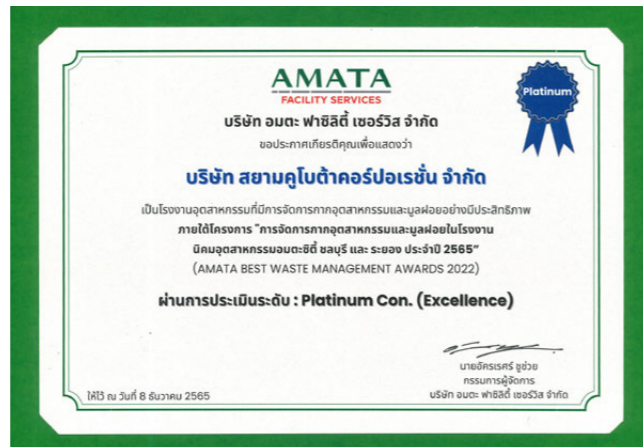 AMATA
FACILITY SERVICES
Platinum
บริษัท อมตะ ฟาซิลิตี้ เซอร์วิส จำกัด
ขอประกาศเกียรติคุณเพื่อแสดงว่า
บริษัท สยามคูโบต้าคอร์ปอเรชั่น จำกัด
เป็นโรงงานอุตสาหกรรมที่มีการจัดการกากอุตสาหกรรมและมูลฝอยอย่างมีประสิทธิภาพ
ภายใต้โครงการ "การจัดการกากอุตสาหกรรมและมูลฝอยในโรงงาน
นิคมอุตสาหกรรมอมตะซิตี้ ชลบุรี และ ระยอง ประจำปี 2565"
(AMATA BEST WASTE MANAGEMENT AWARDS 2022)
ผ่านการประเมินระดับ : Platinum Con. (Excellence)
นายอัครเรศร์ ชูช่วย
กรรมการผู้จัดการ
บริษัท อมตะ ฟาซิลิตี้ เซอร์วิส จำกัด
ให้ไว้ ณ วันที่ 8 ธันวาคม 2565